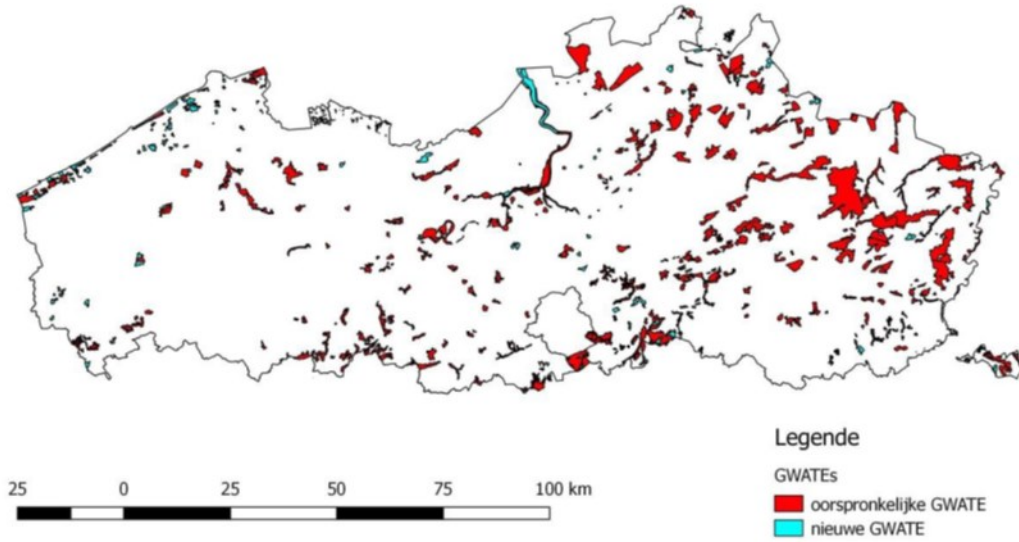 Legende
GWATEs
oorspronkelijke GWATE
nieuwe GWATE
25 0 25 50 75 100 km